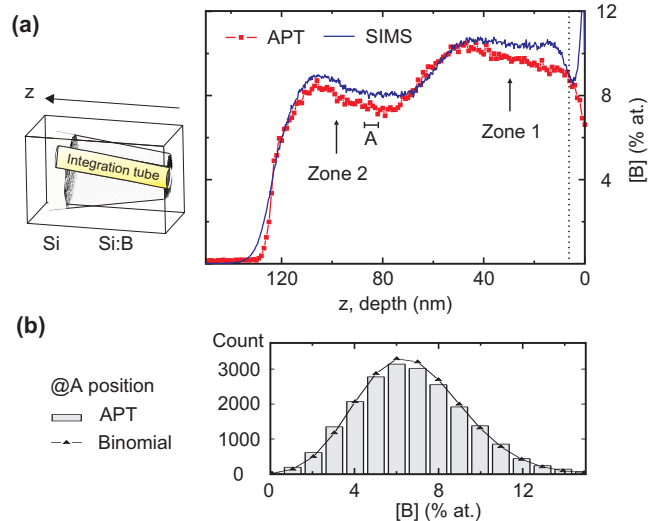 (a)
APT SIMS
12
z
8
[B] (% at.)
A
Zone 1
Zone 2
Integration tube
4
Si Si:B
120 80 40 0
z, depth (nm)
(b)
Count
3000
@A position
2000
APT
1000
Binomial
0
0 4 8 12
[B] (% at.)